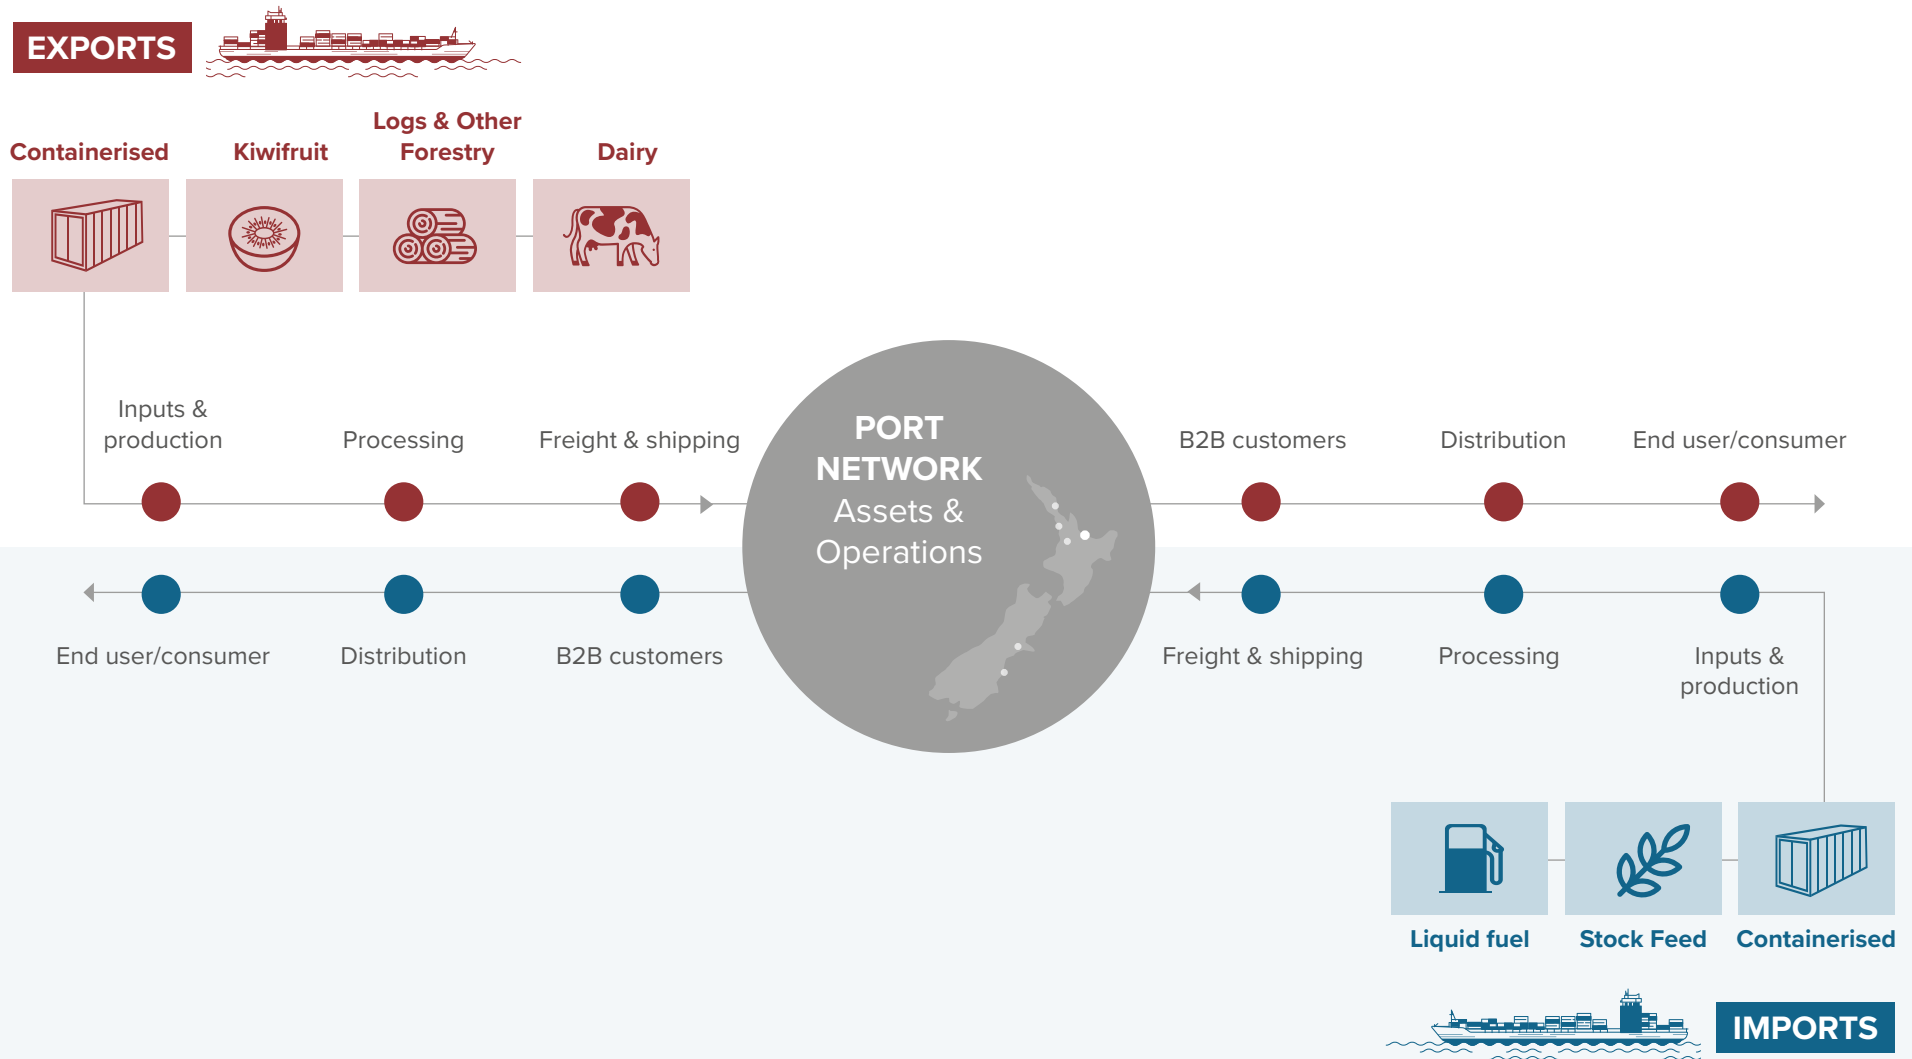 EXPORTS
Containerised
Kiwifruit
Logs & Other
Forestry
Dairy
Inputs &
production
Processing
Freight & shipping
PORT
NETWORK
Assets &
Operations
B2B customers
Distribution
End user/consumer
End user/consumer
Distribution
B2B customers
Freight & shipping
Processing
Inputs &
production
Liquid fuel
Stock Feed
Containerised
IMPORTS